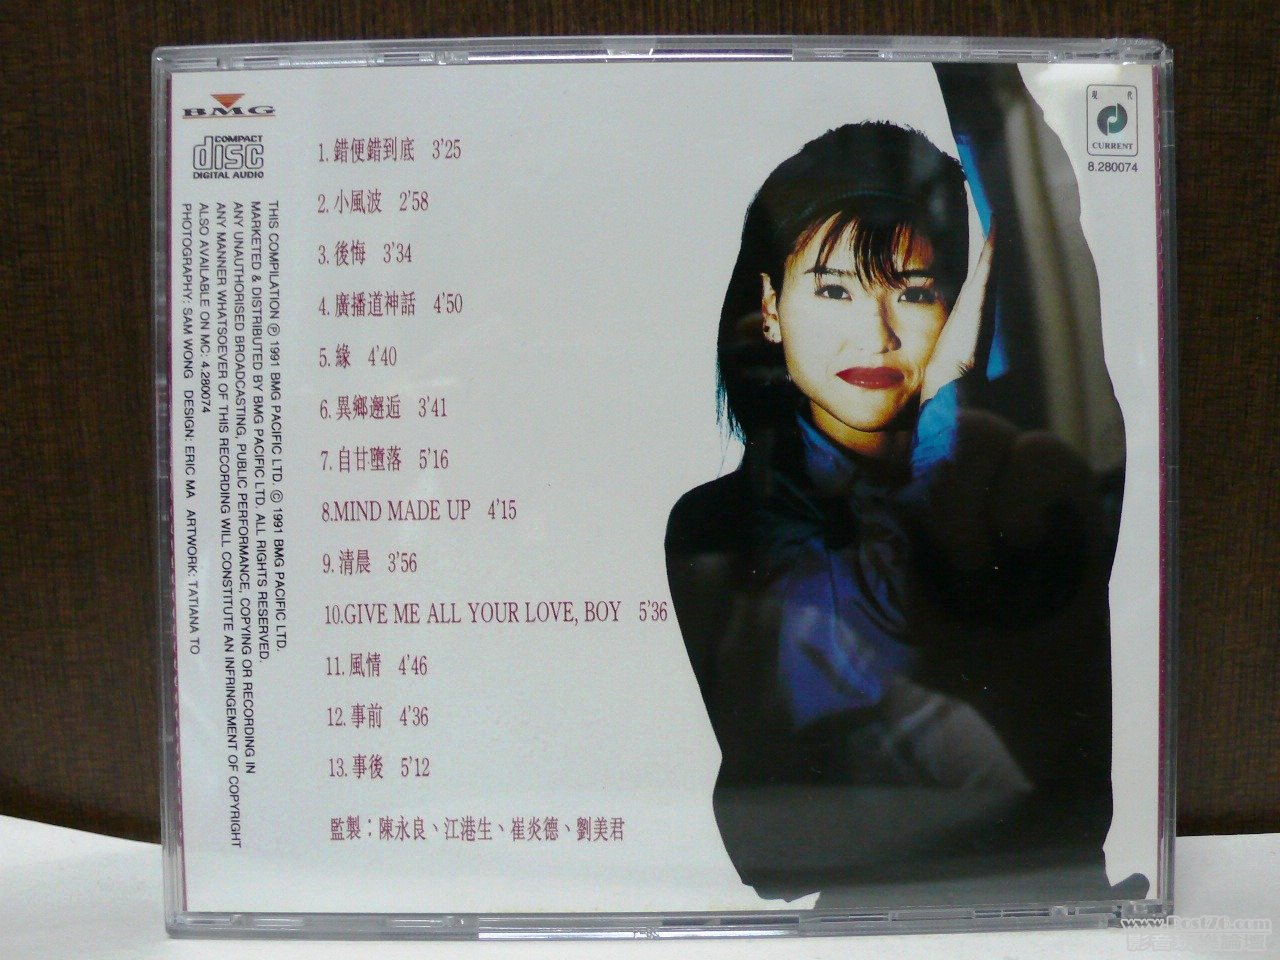 BMG
COMPACT
disc
DIGITAL AUDIO
現代
CURRENT
8.280074
1.錯便錯到底 3'25
2.小風波 2'58
3.後悔 3'34
4.廣播道神話 4'50
5.緣 4'40
6.異鄉邂逅 3'41
7.自甘墮落 5'16
8.MIND MADE UP 4'15
9.清晨 3'56
10.GIVE ME ALL YOUR LOVE, BOY 5'36
11.風情 4'46
12.事前 4'36
13.事後 5'12
監製：陳永良、江港生、崔炎德、劉美君
THIS COMPILATION Ⓟ 1991 BMG PACIFIC LTD. © 1991 BMG PACIFIC LTD.
MARKETED & DISTRIBUTED BY BMG PACIFIC LTD. ALL RIGHTS RESERVED.
ANY UNAUTHORISED BROADCASTING, PUBLIC PERFORMANCE, COPYING OR RECORDING IN
ANY MANNER WHATSOEVER OF THIS RECORDING WILL CONSTITUTE AN INFRINGEMENT OF COPYRIGHT
ALSO AVAILABLE ON MC: 4.280074
PHOTOGRAPHY: SAM WONG DESIGN: ERIC MA ARTWORK: TATIANA TO